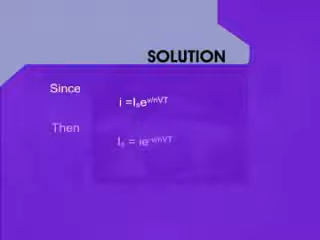 SOLUTION
Since
i =Iₛe^v/nVT
Then
Iₛ = ie^-v/nVT